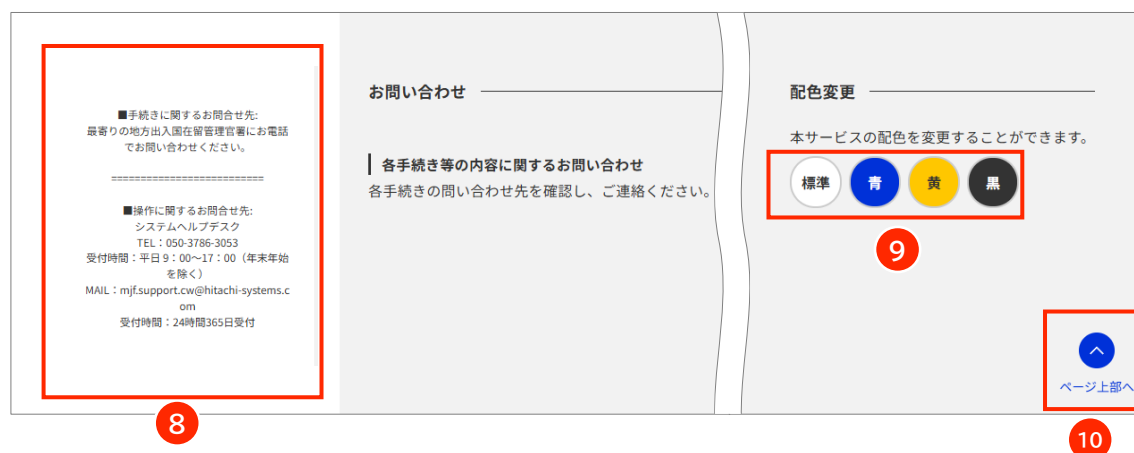 ■手続きに関するお問合せ先:
最寄りの地方出入国在留管理官署にお電話
でお問い合わせください。
==========================
■操作に関するお問合せ先:
システムヘルプデスク
TEL：050-3786-3053
受付時間：平日 9：00～17：00（年末年始
を除く）
MAIL：mjf.support.cw@hitachi-systems.c
om
受付時間：24時間365日受付
8
お問い合わせ
各手続き等の内容に関するお問い合わせ
各手続きの問い合わせ先を確認し、ご連絡ください。
配色変更
本サービスの配色を変更することができます。
標準 青 黄 黒
9
ページ上部へ
10